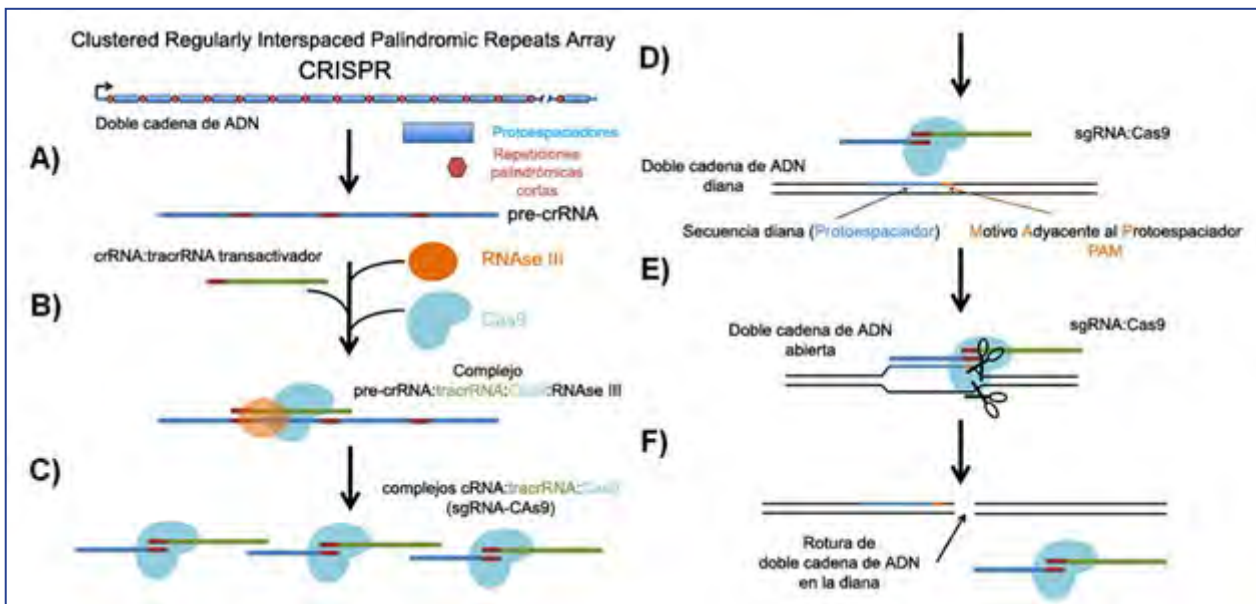 Clustered Regularly Interspaced Palindromic Repeats Array
CRISPR
Doble cadena de ADN
Protoespaciadores
Repeticiones
palindrómicas
cortas
A)
pre-crRNA
crRNA:tracrRNA transactivador
RNAse III
B)
Cas9
Complejo
pre-crRNA:tracrRNA:Cas9:RNAse III
C)
complejos cRNA:tracrRNA:Cas9
(sgRNA-CAs9)
D)
sgRNA:Cas9
Doble cadena de ADN
diana
Secuencia diana (Protoespaciador)
Motivo Adyacente al Protoespaciador
PAM
E)
Doble cadena de ADN
abierta
sgRNA:Cas9
F)
Rotura de
doble cadena de ADN
en la diana